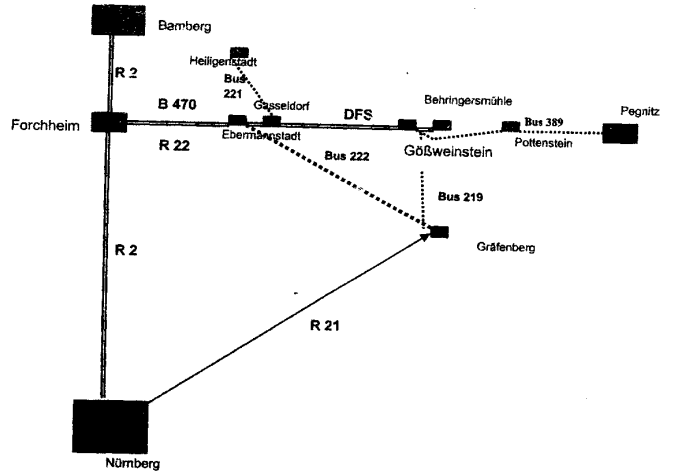 Bamberg
R 2
Heiligenstadt
Bus
221
B 470
Gasseldorf
DFS
Behringersmühle
Pegnitz
Forchheim
Ebermannstadt
Bus 389
Pottenstein
R 22
Gößweinstein
Bus 222
Bus 219
R 2
Gräfenberg
R 21
Nürnberg